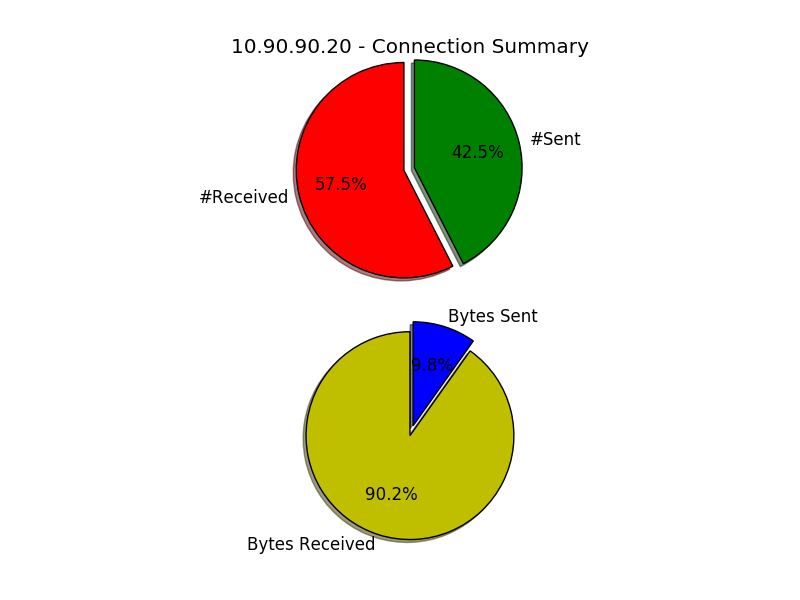 10.90.90.20 - Connection Summary
#Sent
42.5%
57.5%
#Received
Bytes Sent
9.8%
90.2%
Bytes Received